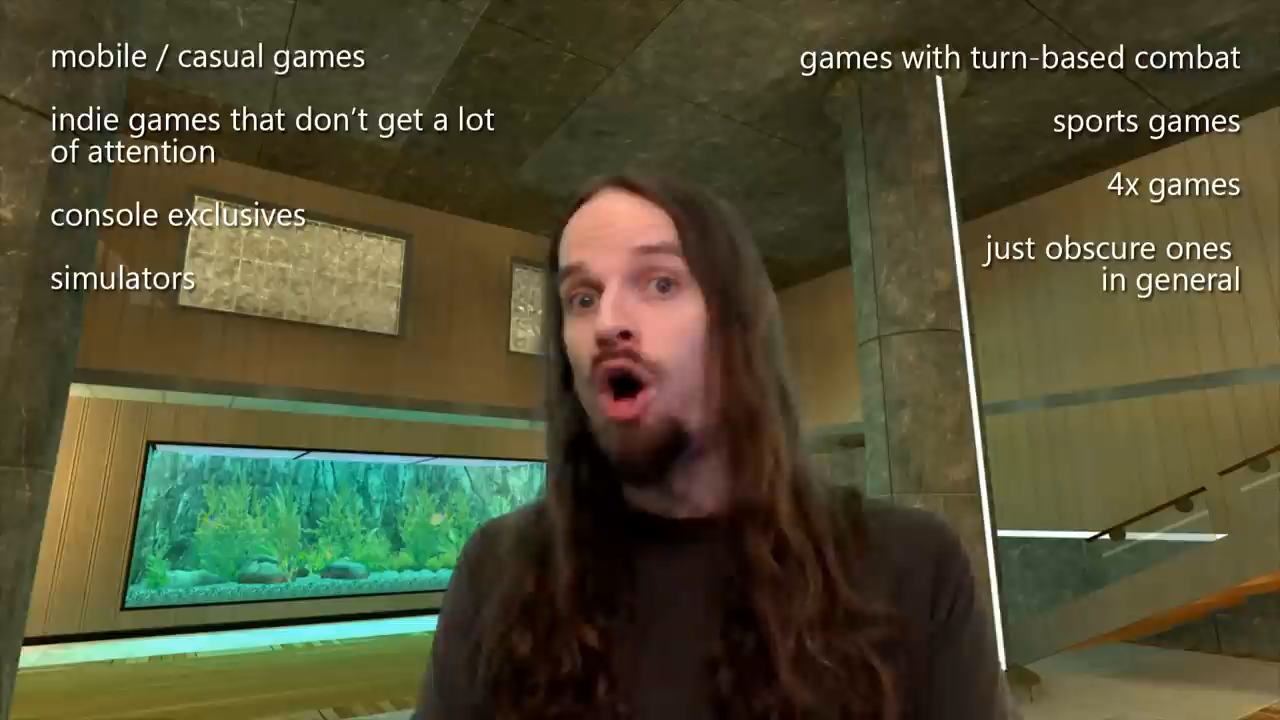 mobile / casual games
indie games that don't get a lot
of attention
console exclusives
simulators
games with turn-based combat
sports games
4x games
just obscure ones
in general